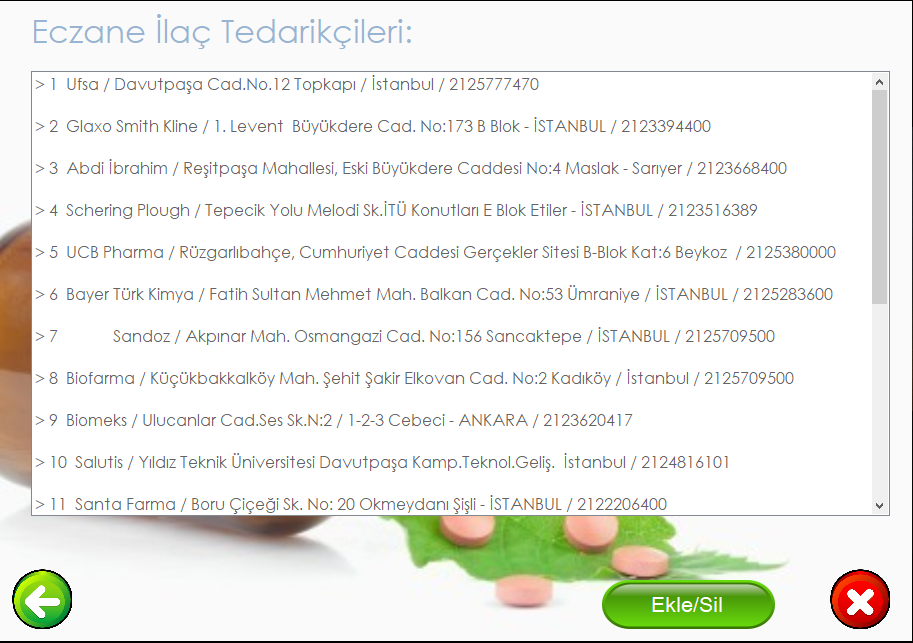 Eczane İlaç Tedarikçileri:
> 1 Ufsa / Davutpaşa Cad.No.12 Topkapı / İstanbul / 2125777470
> 2 Glaxo Smith Kline / 1. Levent Büyükdere Cad. No:173 B Blok - İSTANBUL / 2123394400
> 3 Abdi İbrahim / Reşitpaşa Mahallesi, Eski Büyükdere Caddesi No:4 Maslak - Sarıyer / 2123668400
> 4 Schering Plough / Tepecik Yolu Melodi Sk.İTÜ Konutları E Blok Etiler - İSTANBUL / 2123516389
> 5 UCB Pharma / Rüzgarlıbahçe, Cumhuriyet Caddesi Gerçekler Sitesi B-Blok Kat:6 Beykoz / 2125380000
> 6 Bayer Türk Kimya / Fatih Sultan Mehmet Mah. Balkan Cad. No:53 Ümraniye / İSTANBUL / 2125283600
> 7 Sandoz / Akpınar Mah. Osmangazi Cad. No:156 Sancaktepe / İSTANBUL / 2125709500
> 8 Biofarma / Küçükbakkalköy Mah. Şehit Şakir Elkovan Cad. No:2 Kadıköy / İstanbul / 2125709500
> 9 Biomeks / Ulucanlar Cad.Ses Sk.N:2 / 1-2-3 Cebeci - ANKARA / 2123620417
> 10 Salutis / Yıldız Teknik Üniversitesi Davutpaşa Kamp.Teknol.Geliş. İstanbul / 2124816101
> 11 Santa Farma / Boru Çiçeği Sk. No: 20 Okmeydanı Şişli - İSTANBUL / 2122206400
Ekle/Sil